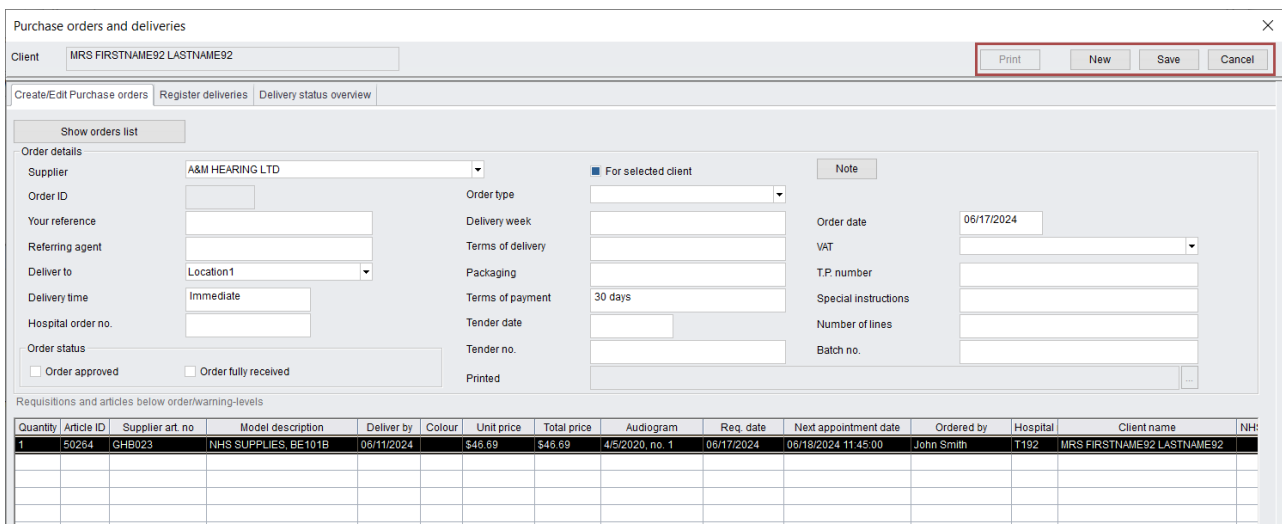 Purchase orders and deliveries
Client MRS FIRSTNAME92 LASTNAME92 Print New Save Cancel
Create/Edit Purchase orders Register deliveries Delivery status overview
Show orders list
Order details
Supplier A&M HEARING LTD For selected client Note
Order ID Order type
Your reference Delivery week Order date 06/17/2024
Referring agent Terms of delivery VAT
Deliver to Location1 Packaging T.P. number
Delivery time Immediate Terms of payment 30 days Special instructions
Hospital order no. Tender date Number of lines
Order status Tender no. Batch no.
Order approved Order fully received Printed ...
Requisitions and articles below order/warning-levels
Quantity Article ID Supplier art. no Model description Deliver by Colour Unit price Total price Audiogram Req. date Next appointment date Ordered by Hospital Client name NHS
1 50264 GHB023 NHS SUPPLIES, BE101B 06/11/2024 $46.69 $46.69 4/5/2020, no. 1 06/17/2024 06/18/2024 11:45:00 John Smith T192 MRS FIRSTNAME92 LASTNAME92